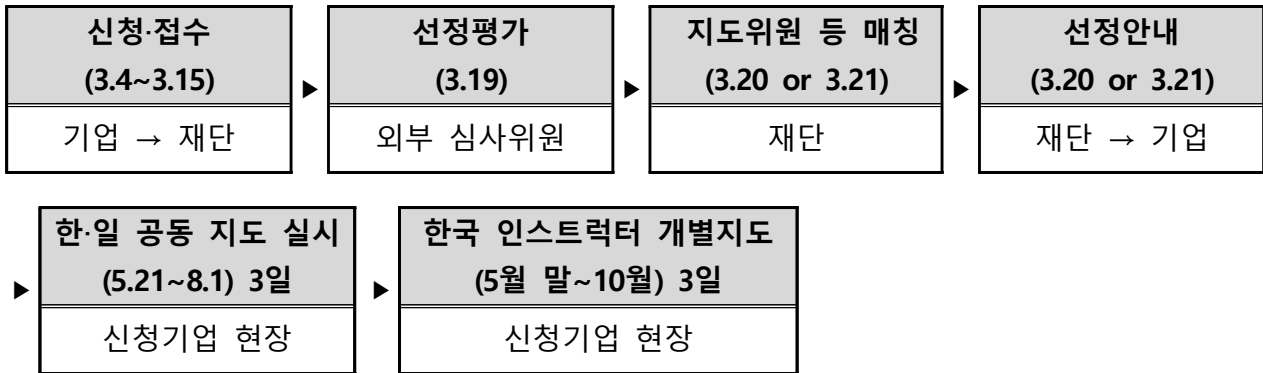 신청·접수
(3.4~3.15)
기업 → 재단
▶
선정평가
(3.19)
외부 심사위원
▶
지도위원 등 매칭
(3.20 or 3.21)
재단
▶
선정안내
(3.20 or 3.21)
재단 → 기업
▶
한·일 공동 지도 실시
(5.21~8.1) 3일
신청기업 현장
▶
한국 인스트럭터 개별지도
(5월 말~10월) 3일
신청기업 현장